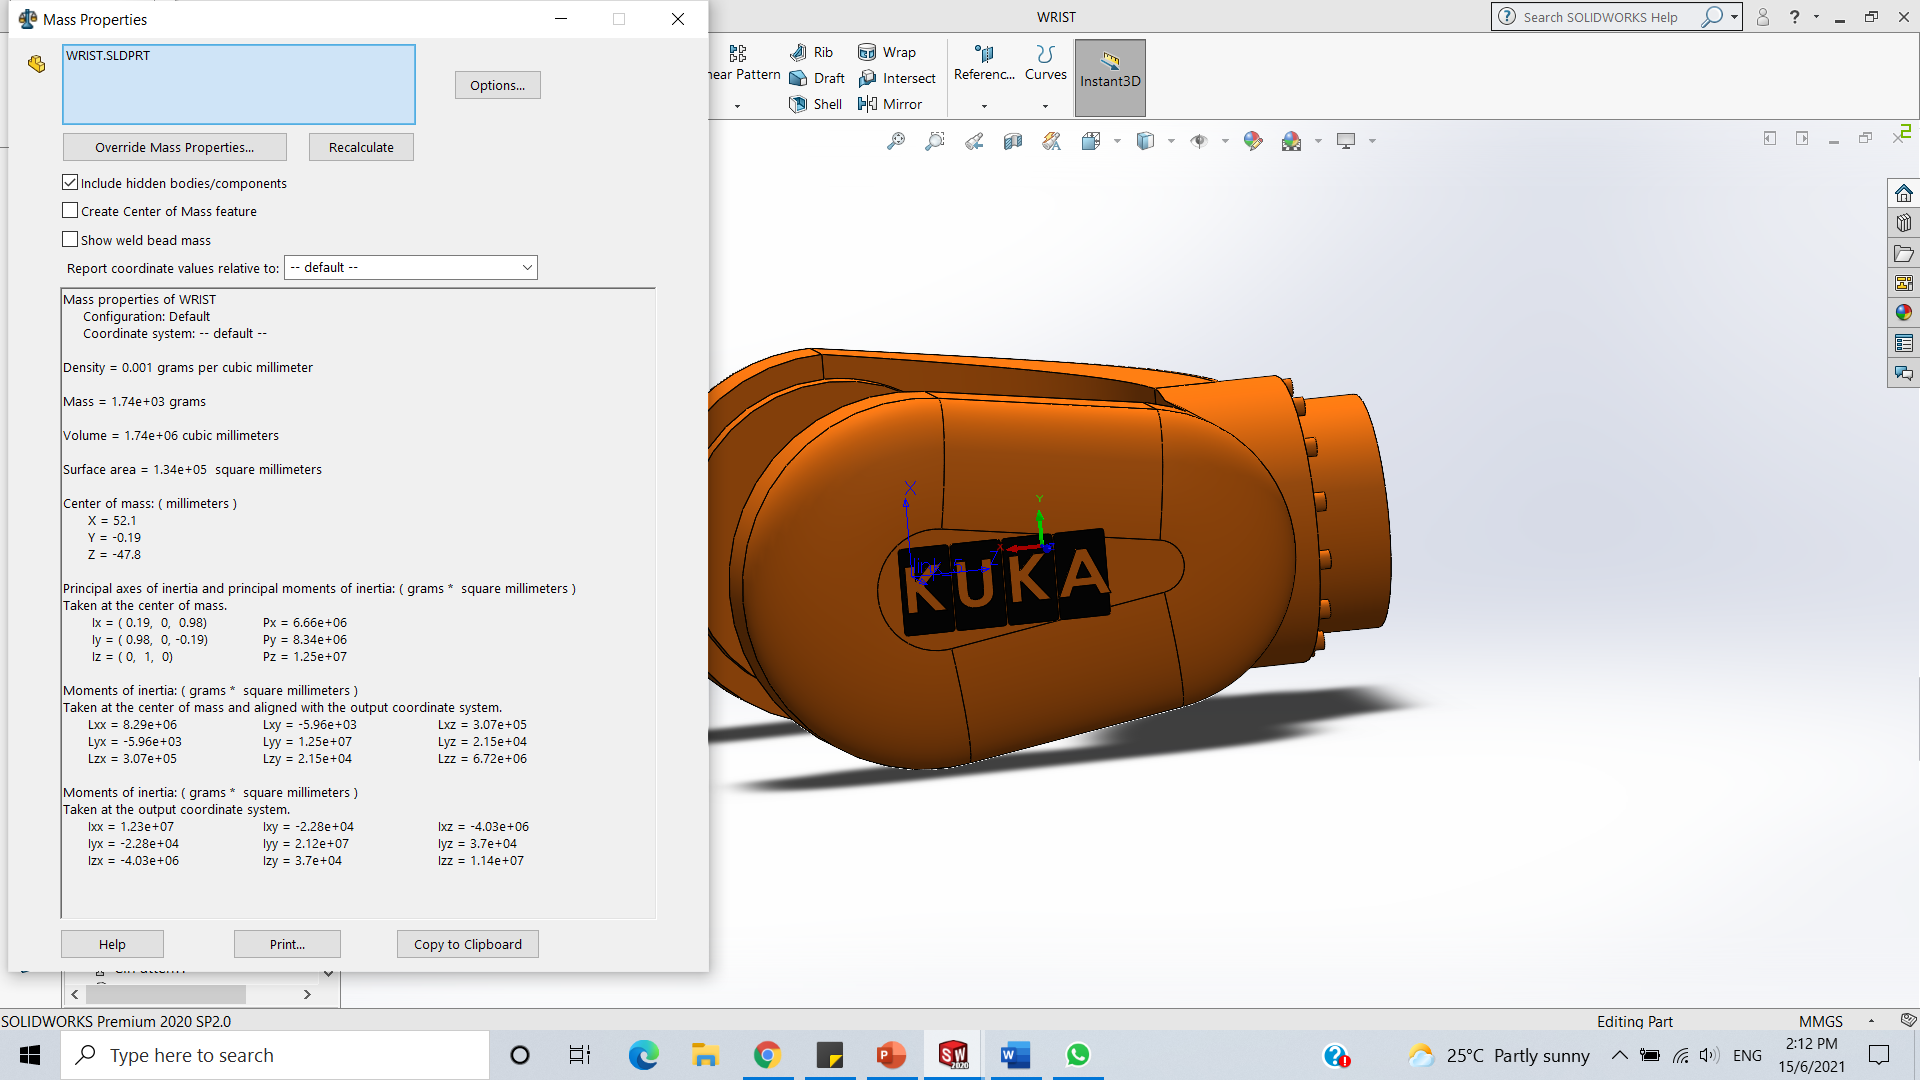 Mass Properties
WRIST.SLDPRT
Options...
Override Mass Properties...
Recalculate
Include hidden bodies/components
Create Center of Mass feature
Show weld bead mass
Report coordinate values relative to: -- default --
Mass properties of WRIST
Configuration: Default
Coordinate system: -- default --
Density = 0.001 grams per cubic millimeter
Mass = 1.74e+03 grams
Volume = 1.74e+06 cubic millimeters
Surface area = 1.34e+05 square millimeters
Center of mass: ( millimeters )
X = 52.1
Y = -0.19
Z = -47.8
Principal axes of inertia and principal moments of inertia: ( grams * square millimeters )
Taken at the center of mass.
Ix = ( 0.19, 0, 0.98) Px = 6.66e+06
Iy = ( 0.98, 0, -0.19) Py = 8.34e+06
Iz = ( 0, 1, 0) Pz = 1.25e+07
Moments of inertia: ( grams * square millimeters )
Taken at the center of mass and aligned with the output coordinate system.
Lxx = 8.29e+06 Lxy = -5.96e+03 Lxz = 3.07e+05
Lyx = -5.96e+03 Lyy = 1.25e+07 Lyz = 2.15e+04
Lzx = 3.07e+05 Lzy = 2.15e+04 Lzz = 6.72e+06
Moments of inertia: ( grams * square millimeters )
Taken at the output coordinate system.
Ixx = 1.23e+07 Ixy = -2.28e+04 Ixz = -4.03e+06
Iyx = -2.28e+04 Iyy = 2.12e+07 Iyz = 3.7e+04
Izx = -4.03e+06 Izy = 3.7e+04 Izz = 1.14e+07
Help
Print...
Copy to Clipboard
WRIST
Search SOLIDWORKS Help
near Pattern
Rib
Draft
Shell
Wrap
Intersect
Mirror
Referenc...
Curves
Instant3D
2
X
Y
X
Z
KUKA
SOLIDWORKS Premium 2020 SP2.0
Editing Part
MMGS
Type here to search
SW
2020
25°C Partly sunny
ENG
2:12 PM
15/6/2021